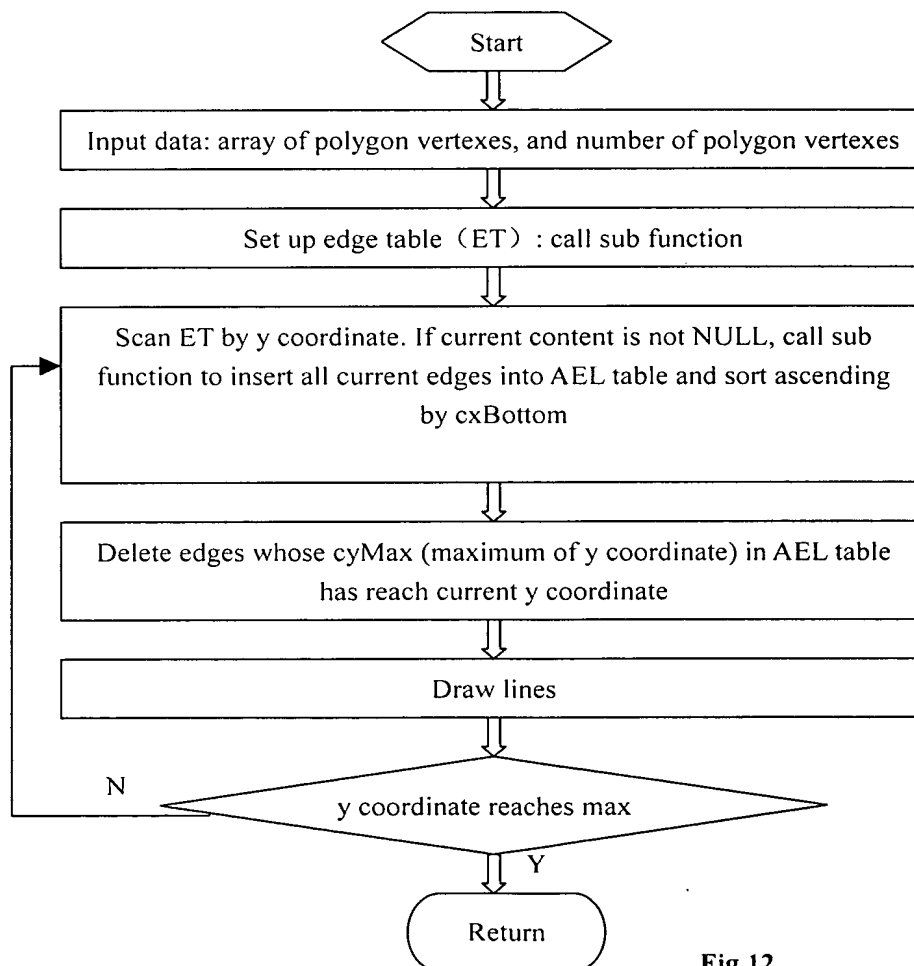 Start
Input data: array of polygon vertexes, and number of polygon vertexes
Set up edge table（ET）: call sub function
Scan ET by y coordinate. If current content is not NULL, call sub
function to insert all current edges into AEL table and sort ascending
by cxBottom
Delete edges whose cyMax (maximum of y coordinate) in AEL table
has reach current y coordinate
Draw lines
N
y coordinate reaches max
Y
Return
Fig.12